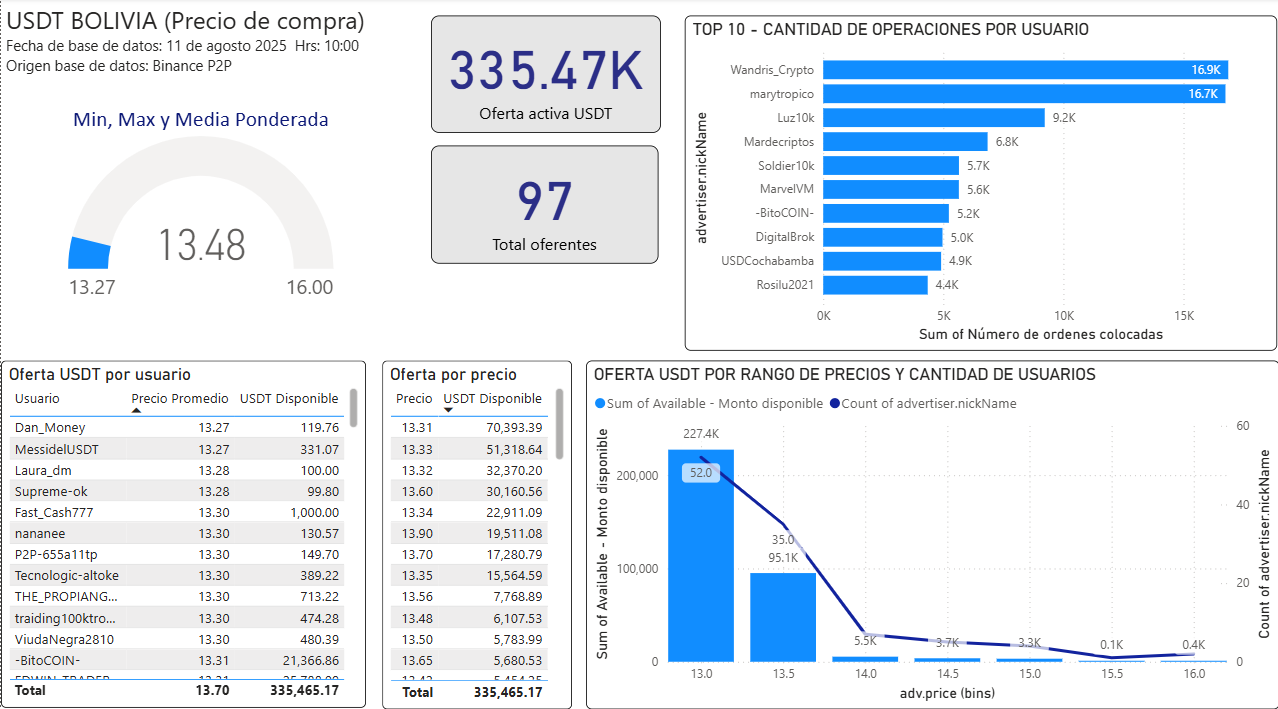 USDT BOLIVIA (Precio de compra)
Fecha de base de datos: 11 de agosto 2025 Hrs: 10:00
Origen base de datos: Binance P2P
Min, Max y Media Ponderada
13.48
13.27
16.00
335.47K
Oferta activa USDT
97
Total oferentes
TOP 10 - CANTIDAD DE OPERACIONES POR USUARIO
advertiser.nickName
Wandris_Crypto 16.9K
marytropico 16.7K
Luz10k 9.2K
Mardecriptos 6.8K
Soldier10k 5.7K
MarvelVM 5.6K
-BitoCOIN- 5.2K
DigitalBrok 5.0K
USDCochabamba 4.9K
Rosilu2021 4.4K
0K 5K 10K 15K
Sum of Número de ordenes colocadas
Oferta USDT por usuario
Usuario Precio Promedio USDT Disponible
Dan_Money 13.27 119.76
MessidelUSDT 13.27 331.07
Laura_dm 13.28 100.00
Supreme-ok 13.28 99.80
Fast_Cash777 13.30 1,000.00
nananee 13.30 130.57
P2P-655a11tp 13.30 149.70
Tecnologic-altoke 13.30 389.22
THE_PROPIANG... 13.30 713.22
traiding100ktro... 13.30 474.28
ViudaNegra2810 13.30 480.39
-BitoCOIN- 13.31 21,366.86
Total 13.70 335,465.17
Oferta por precio
Precio USDT Disponible
13.31 70,393.39
13.33 51,318.64
13.32 32,370.20
13.60 30,160.56
13.34 22,911.09
13.90 19,511.08
13.70 17,280.79
13.35 15,564.59
13.56 7,768.89
13.48 6,107.53
13.50 5,783.99
13.65 5,680.53
Total 335,465.17
OFERTA USDT POR RANGO DE PRECIOS Y CANTIDAD DE USUARIOS
Sum of Available - Monto disponible Count of advertiser.nickName
Sum of Available - Monto disponible
200,000
100,000
0
227.4K
52.0
35.0
95.1K
5.5K
3.7K
3.3K
0.1K
0.4K
60
40
20
0
Count of advertiser.nickName
13.0 13.5 14.0 14.5 15.0 15.5 16.0
adv.price (bins)